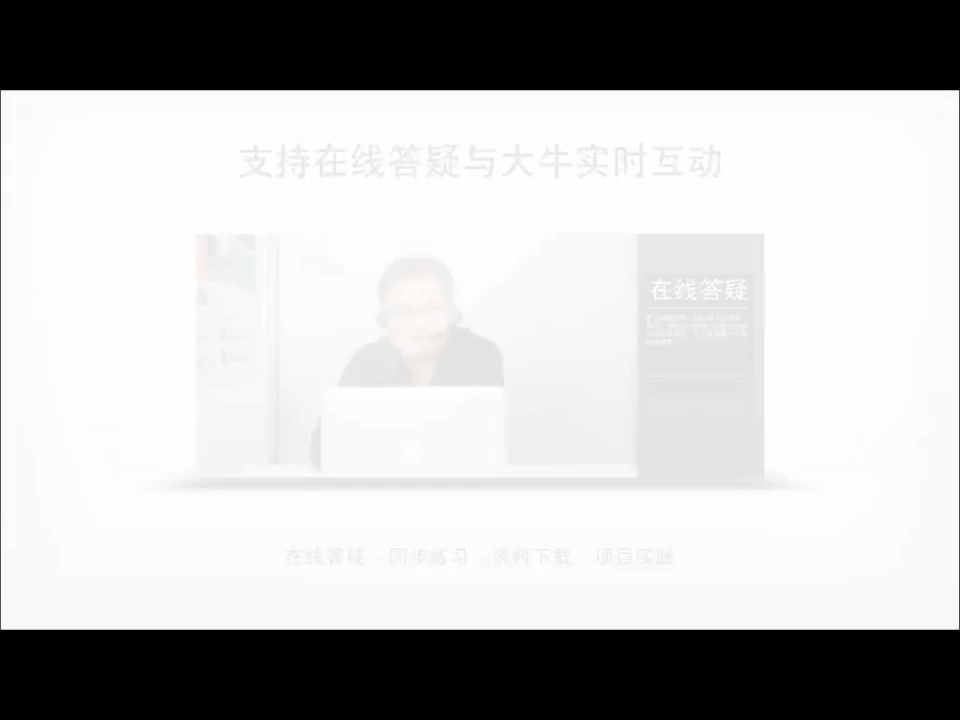 支持在线答疑与大牛实时互动
在线答疑
在线答疑 同步练习 资料下载 项目实践